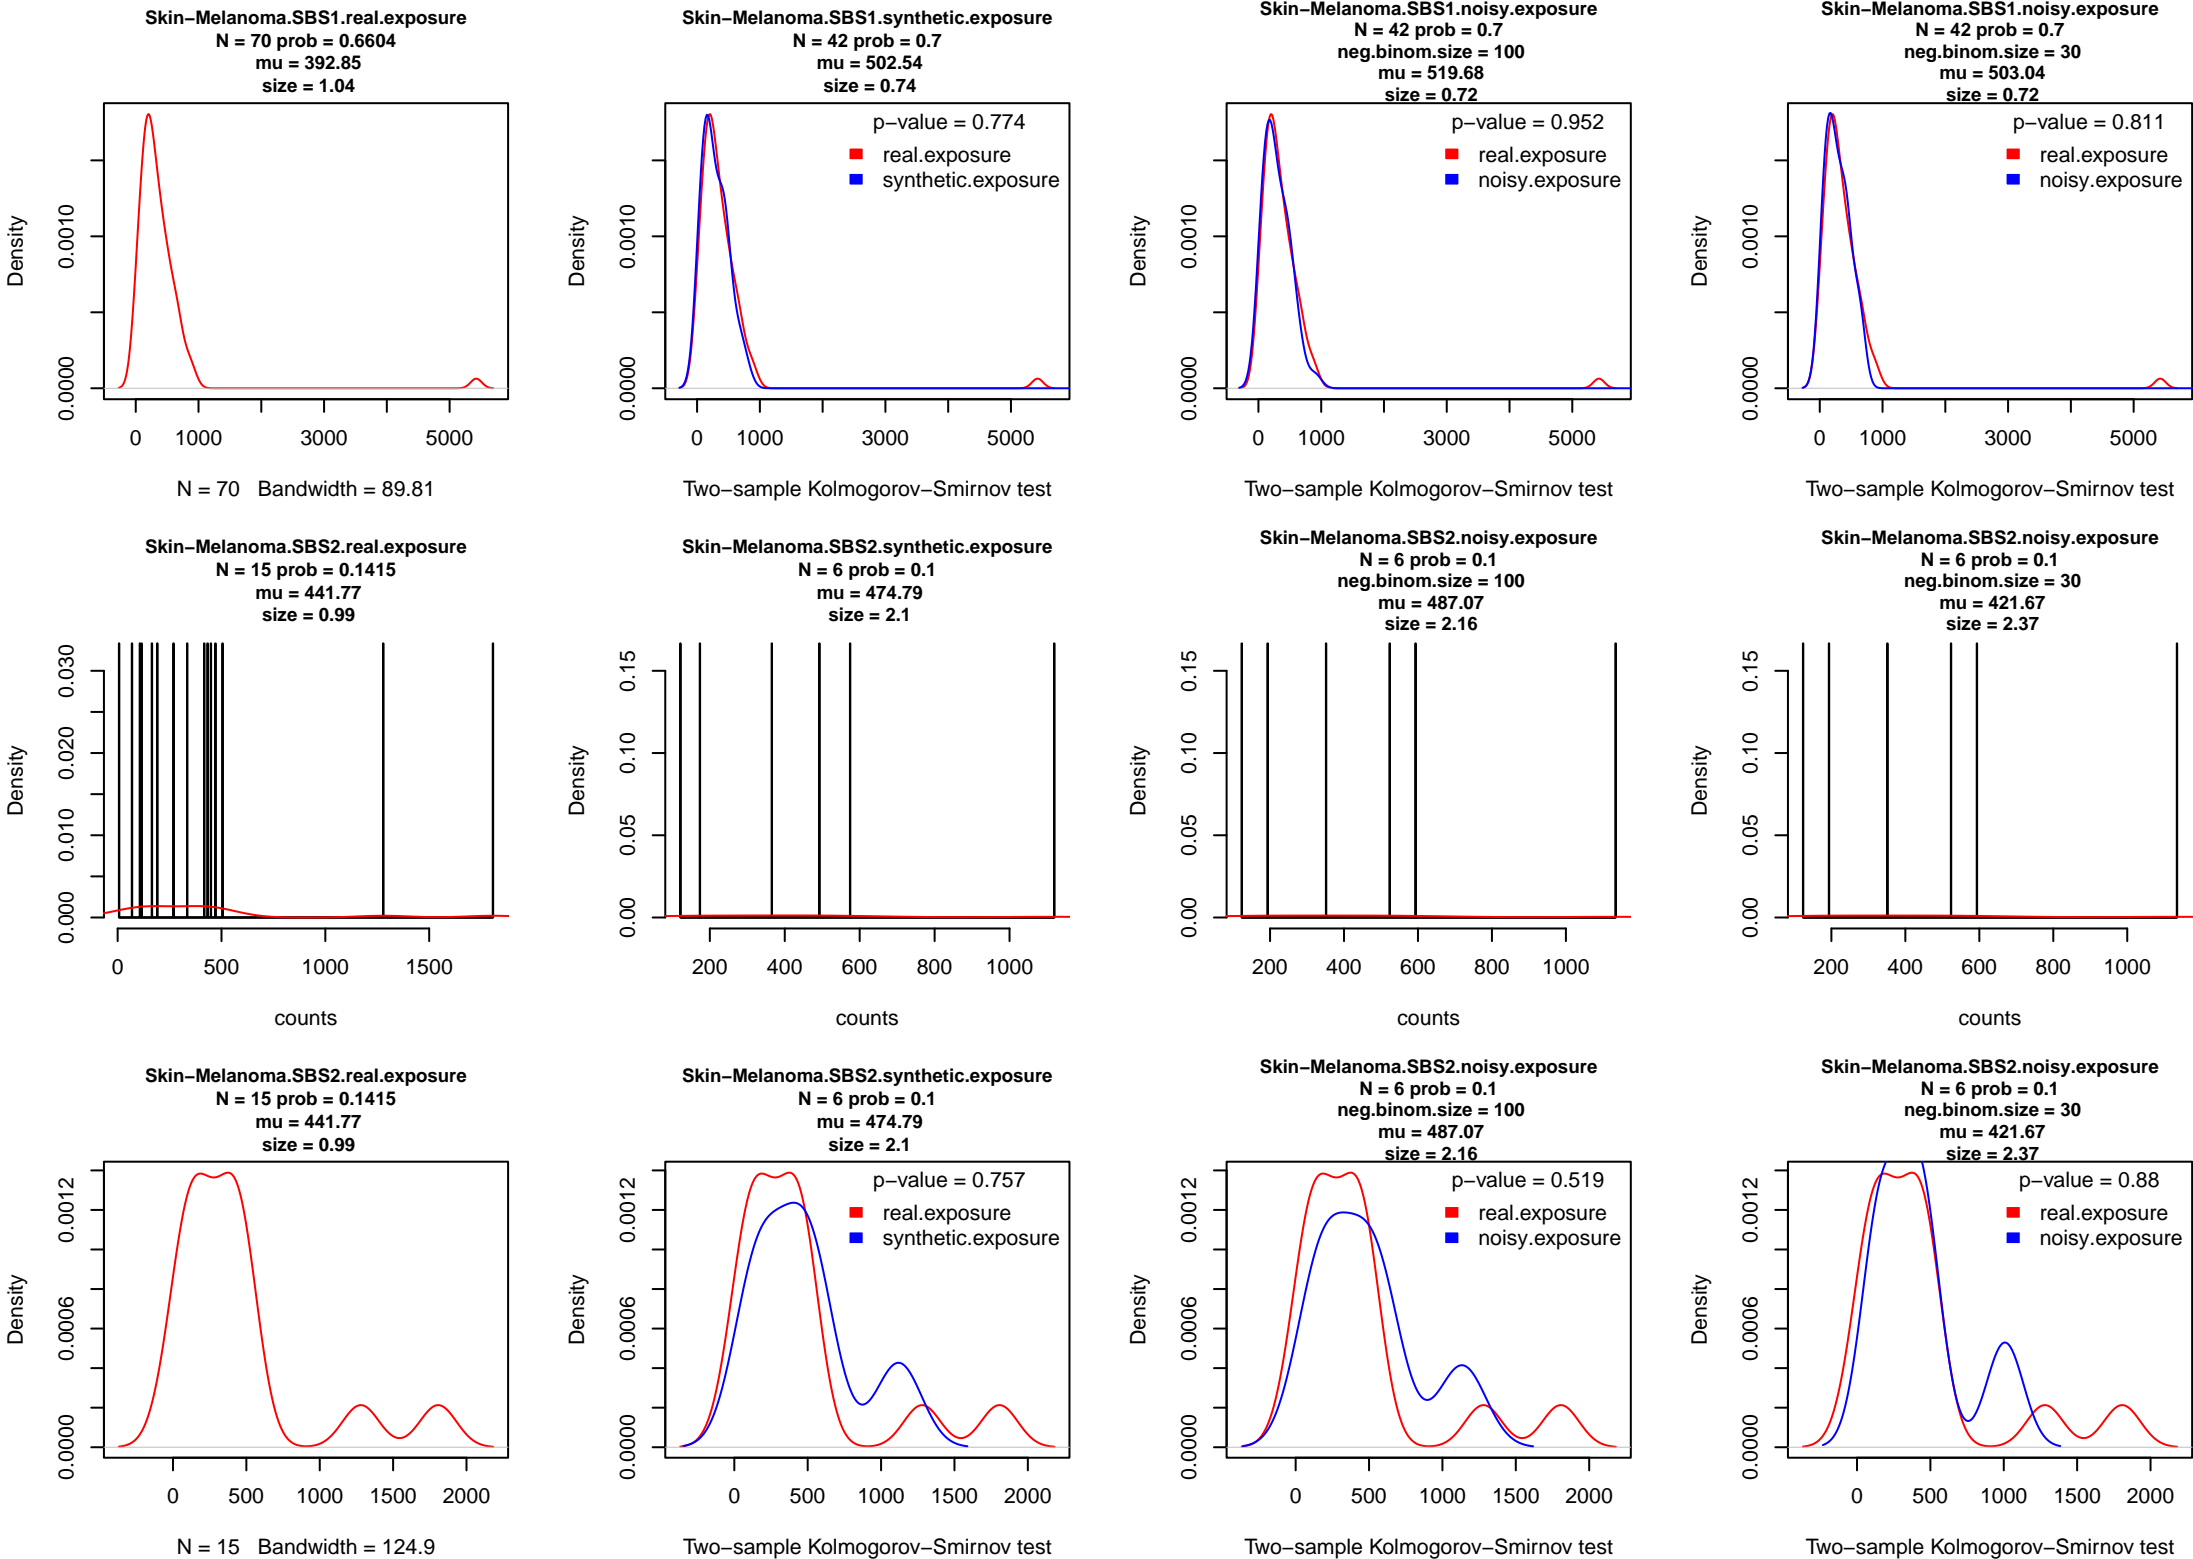 Skin−Melanoma.SBS1.real.exposure
N = 70 prob = 0.6604
mu = 392.85
size = 1.04
Density
0.0000
0.0010
0
1000
3000
5000
N = 70   Bandwidth = 89.81
Skin−Melanoma.SBS1.synthetic.exposure
N = 42 prob = 0.7
mu = 502.54
size = 0.74
p−value = 0.774
real.exposure
synthetic.exposure
Density
0.0000
0.0010
0
1000
3000
5000
Two−sample Kolmogorov−Smirnov test
Skin−Melanoma.SBS1.noisy.exposure
N = 42 prob = 0.7
neg.binom.size = 100
mu = 519.68
size = 0.72
p−value = 0.952
real.exposure
noisy.exposure
Density
0.0000
0.0010
0
1000
3000
5000
Two−sample Kolmogorov−Smirnov test
Skin−Melanoma.SBS1.noisy.exposure
N = 42 prob = 0.7
neg.binom.size = 30
mu = 503.04
size = 0.72
p−value = 0.811
real.exposure
noisy.exposure
Density
0.0000
0.0010
0
1000
3000
5000
Two−sample Kolmogorov−Smirnov test
Skin−Melanoma.SBS2.real.exposure
N = 15 prob = 0.1415
mu = 441.77
size = 0.99
Density
0.000
0.010
0.020
0.030
0
500
1000
1500
counts
Skin−Melanoma.SBS2.synthetic.exposure
N = 6 prob = 0.1
mu = 474.79
size = 2.1
Density
0.00
0.05
0.10
0.15
200
400
600
800
1000
counts
Skin−Melanoma.SBS2.noisy.exposure
N = 6 prob = 0.1
neg.binom.size = 100
mu = 487.07
size = 2.16
Density
0.00
0.05
0.10
0.15
200
400
600
800
1000
counts
Skin−Melanoma.SBS2.noisy.exposure
N = 6 prob = 0.1
neg.binom.size = 30
mu = 421.67
size = 2.37
Density
0.00
0.05
0.10
0.15
200
400
600
800
1000
counts
Skin−Melanoma.SBS2.real.exposure
N = 15 prob = 0.1415
mu = 441.77
size = 0.99
Density
0.0000
0.0006
0.0012
0
500
1000
1500
2000
N = 15   Bandwidth = 124.9
Skin−Melanoma.SBS2.synthetic.exposure
N = 6 prob = 0.1
mu = 474.79
size = 2.1
p−value = 0.757
real.exposure
synthetic.exposure
Density
0.0000
0.0006
0.0012
0
500
1000
1500
2000
Two−sample Kolmogorov−Smirnov test
Skin−Melanoma.SBS2.noisy.exposure
N = 6 prob = 0.1
neg.binom.size = 100
mu = 487.07
size = 2.16
p−value = 0.519
real.exposure
noisy.exposure
Density
0.0000
0.0006
0.0012
0
500
1000
1500
2000
Two−sample Kolmogorov−Smirnov test
Skin−Melanoma.SBS2.noisy.exposure
N = 6 prob = 0.1
neg.binom.size = 30
mu = 421.67
size = 2.37
p−value = 0.88
real.exposure
noisy.exposure
Density
0.0000
0.0006
0.0012
0
500
1000
1500
2000
Two−sample Kolmogorov−Smirnov test